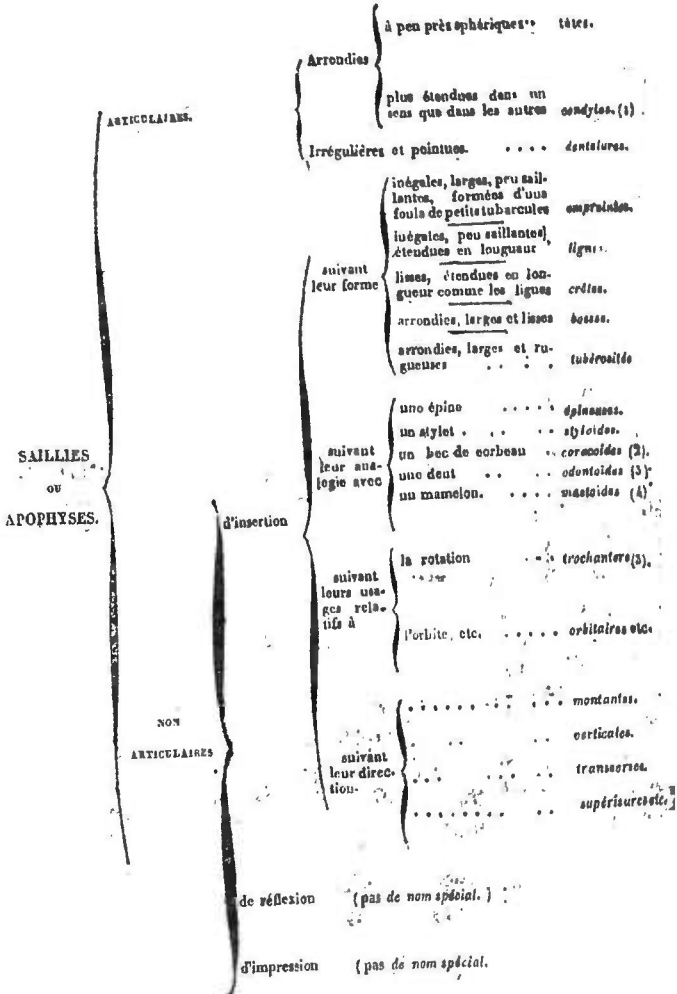 à peu près sphériques têtes.
Arrondies
plus étendues dans un
sens que dans les autres condyles. (1)
ARTICULAIRES.
Irrégulières et pointues. . . . . dentelures.
inégales, larges, peu sail-
lantes, formées d'une
foule de petits tubercules empreintes.
inégales, peu saillantes,
étendues en longueur lignes.
suivant
leur forme
lisses, étendues en lon-
gueur comme les lignes crêtes.
arrondies, larges et lisses bosses.
arrondies, larges et ru-
gueuses . . . . tubérosités
une épine . . . . . épineuses.
un stylet . . . . styloïdes.
suivant
leur ana-
logie avec
un bec de corbeau . . coracoïdes (2).
une dent . . . . odontoïdes (3)
un mamelon. . . . . mastoïdes (4)
SAILLIES
OU
APOPHYSES.
d'insertion
la rotation . . . trochanters (5).
suivant
leurs usa-
ges rela-
tifs à
l'orbite, etc. . . . . . orbitaires etc.
NON
ARTICULAIRES
suivant
leur direc-
tion.
montantes.
verticales.
transverses.
supérieures etc.
de réflexion (pas de nom spécial. )
d'impression (pas de nom spécial.